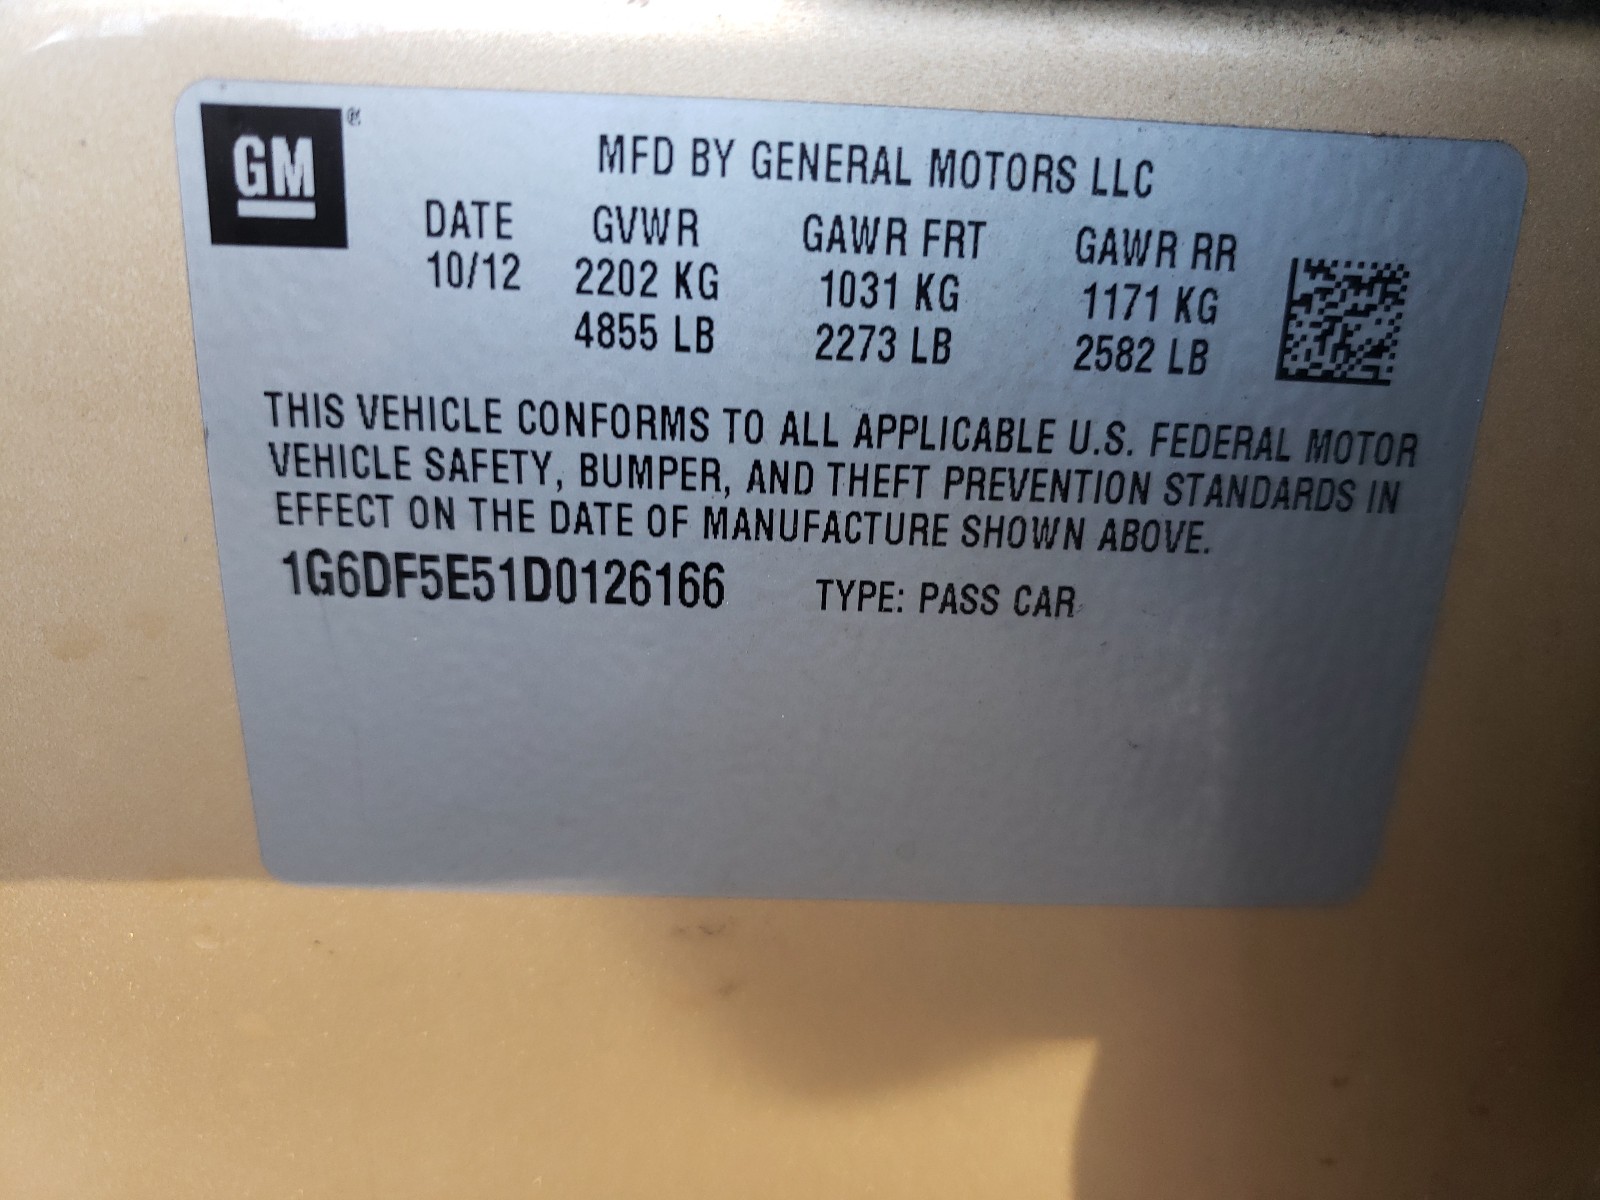 GM®
MFD BY GENERAL MOTORS LLC
DATE GVWR GAWR FRT GAWR RR
10/12 2202 KG 1031 KG 1171 KG
4855 LB 2273 LB 2582 LB
THIS VEHICLE CONFORMS TO ALL APPLICABLE U.S. FEDERAL MOTOR
VEHICLE SAFETY, BUMPER, AND THEFT PREVENTION STANDARDS IN
EFFECT ON THE DATE OF MANUFACTURE SHOWN ABOVE.
1G6DF5E51D0126166 TYPE: PASS CAR